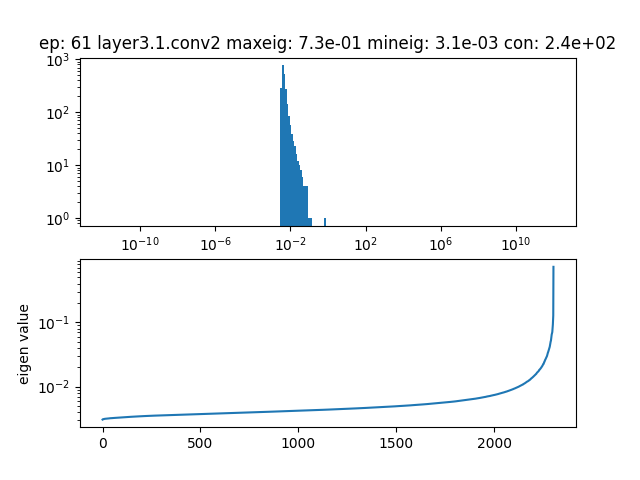 ep: 61 layer3.1.conv2 maxeig: 7.3e-01 mineig: 3.1e-03 con: 2.4e+02
10³
10²
10¹
10⁰
10⁻¹⁰ 10⁻⁶ 10⁻² 10² 10⁶ 10¹⁰
eigen value
10⁻¹
10⁻²
0 500 1000 1500 2000